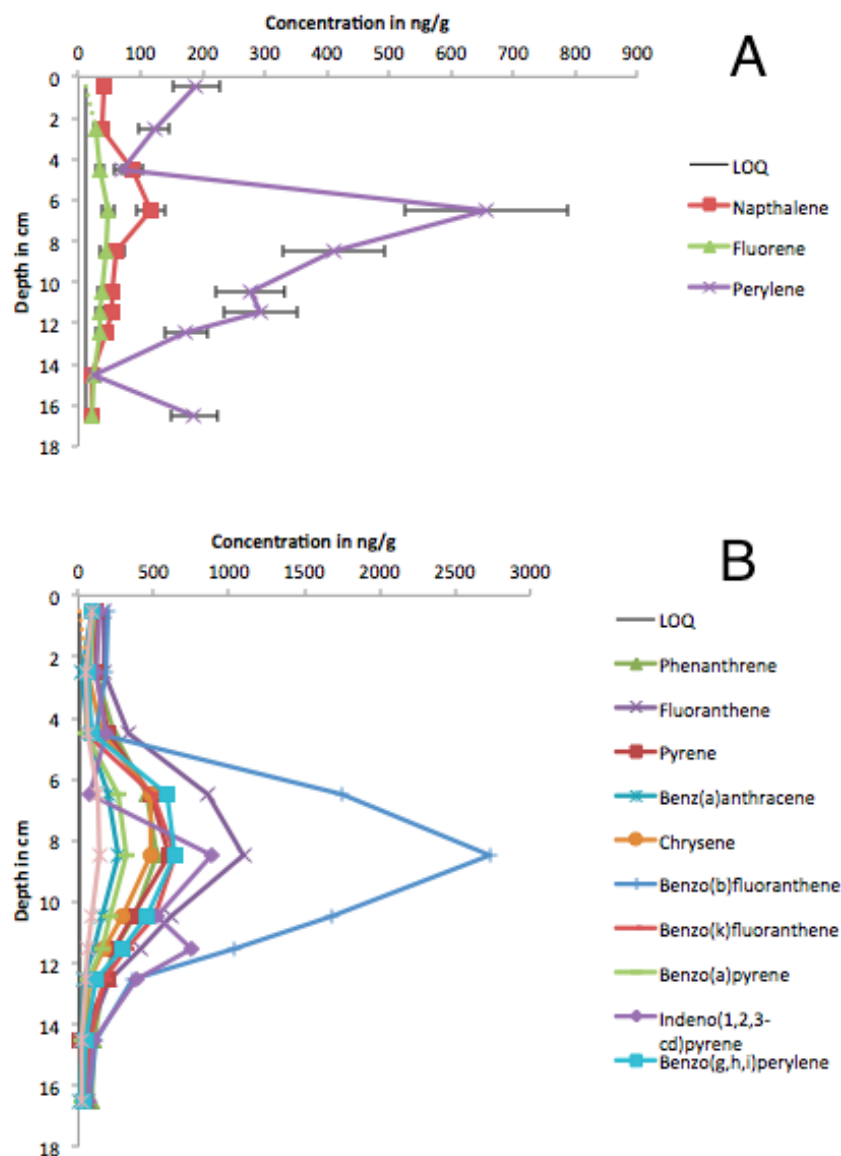 Concentration in ng/g
0 100 200 300 400 500 600 700 800 900
A
0
2
4
6
8
10
12
14
16
18
Depth in cm
LOQ
Napthalene
Fluorene
Perylene
Concentration in ng/g
0 500 1000 1500 2000 2500 3000
B
0
2
4
6
8
10
12
14
16
18
Depth in cm
LOQ
Phenanthrene
Fluoranthene
Pyrene
Benz(a)anthracene
Chrysene
Benzo(b)fluoranthene
Benzo(k)fluoranthene
Benzo(a)pyrene
Indeno(1,2,3-
cd)pyrene
Benzo(g,h,i)perylene